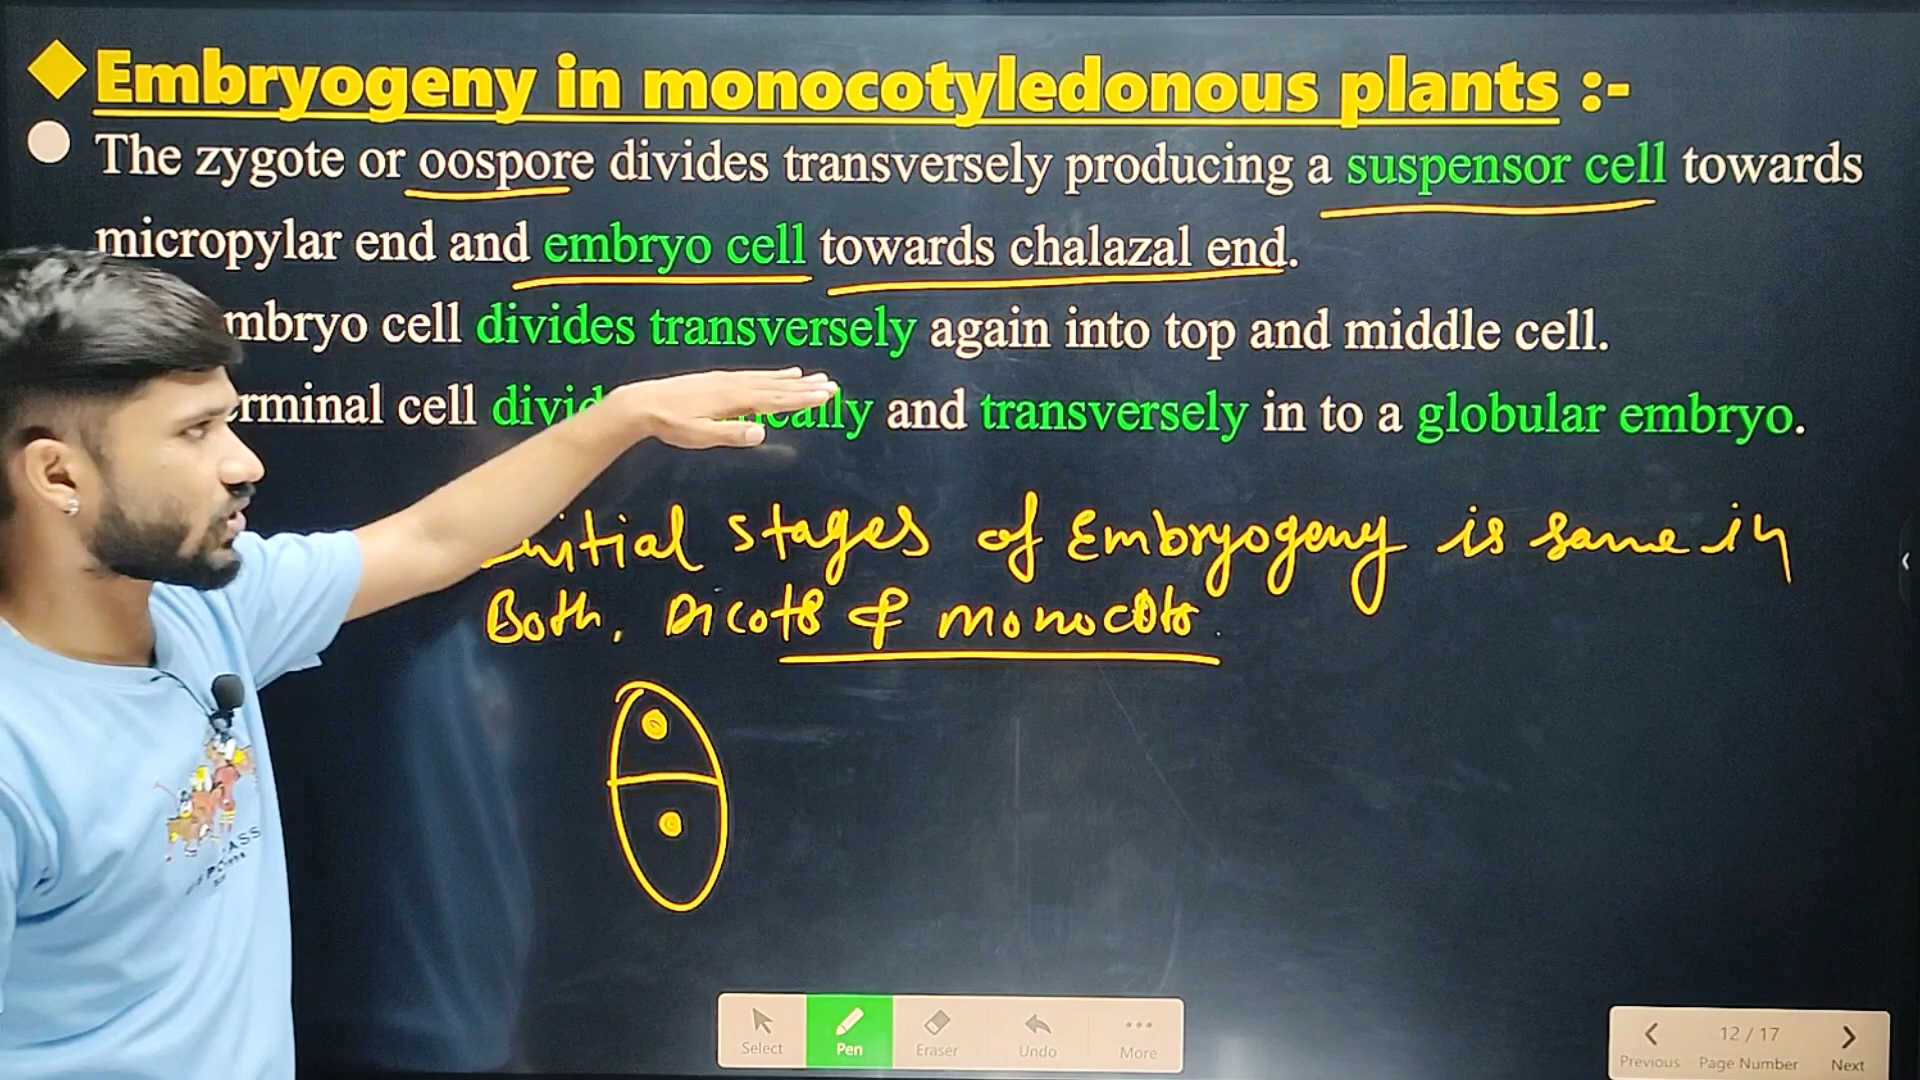 Embryogeny in monocotyledonous plants :-
The zygote or oospore divides transversely producing a suspensor cell towards
micropylar end and embryo cell towards chalazal end.
mbryo cell divides transversely again into top and middle cell.
rminal cell divid ically and transversely in to a globular embryo.
Initial stages of Embryogeny is same in
Both, Dicots & monocots.
Select
Pen
Eraser
Undo
More
12 / 17
Previous Page Number Next